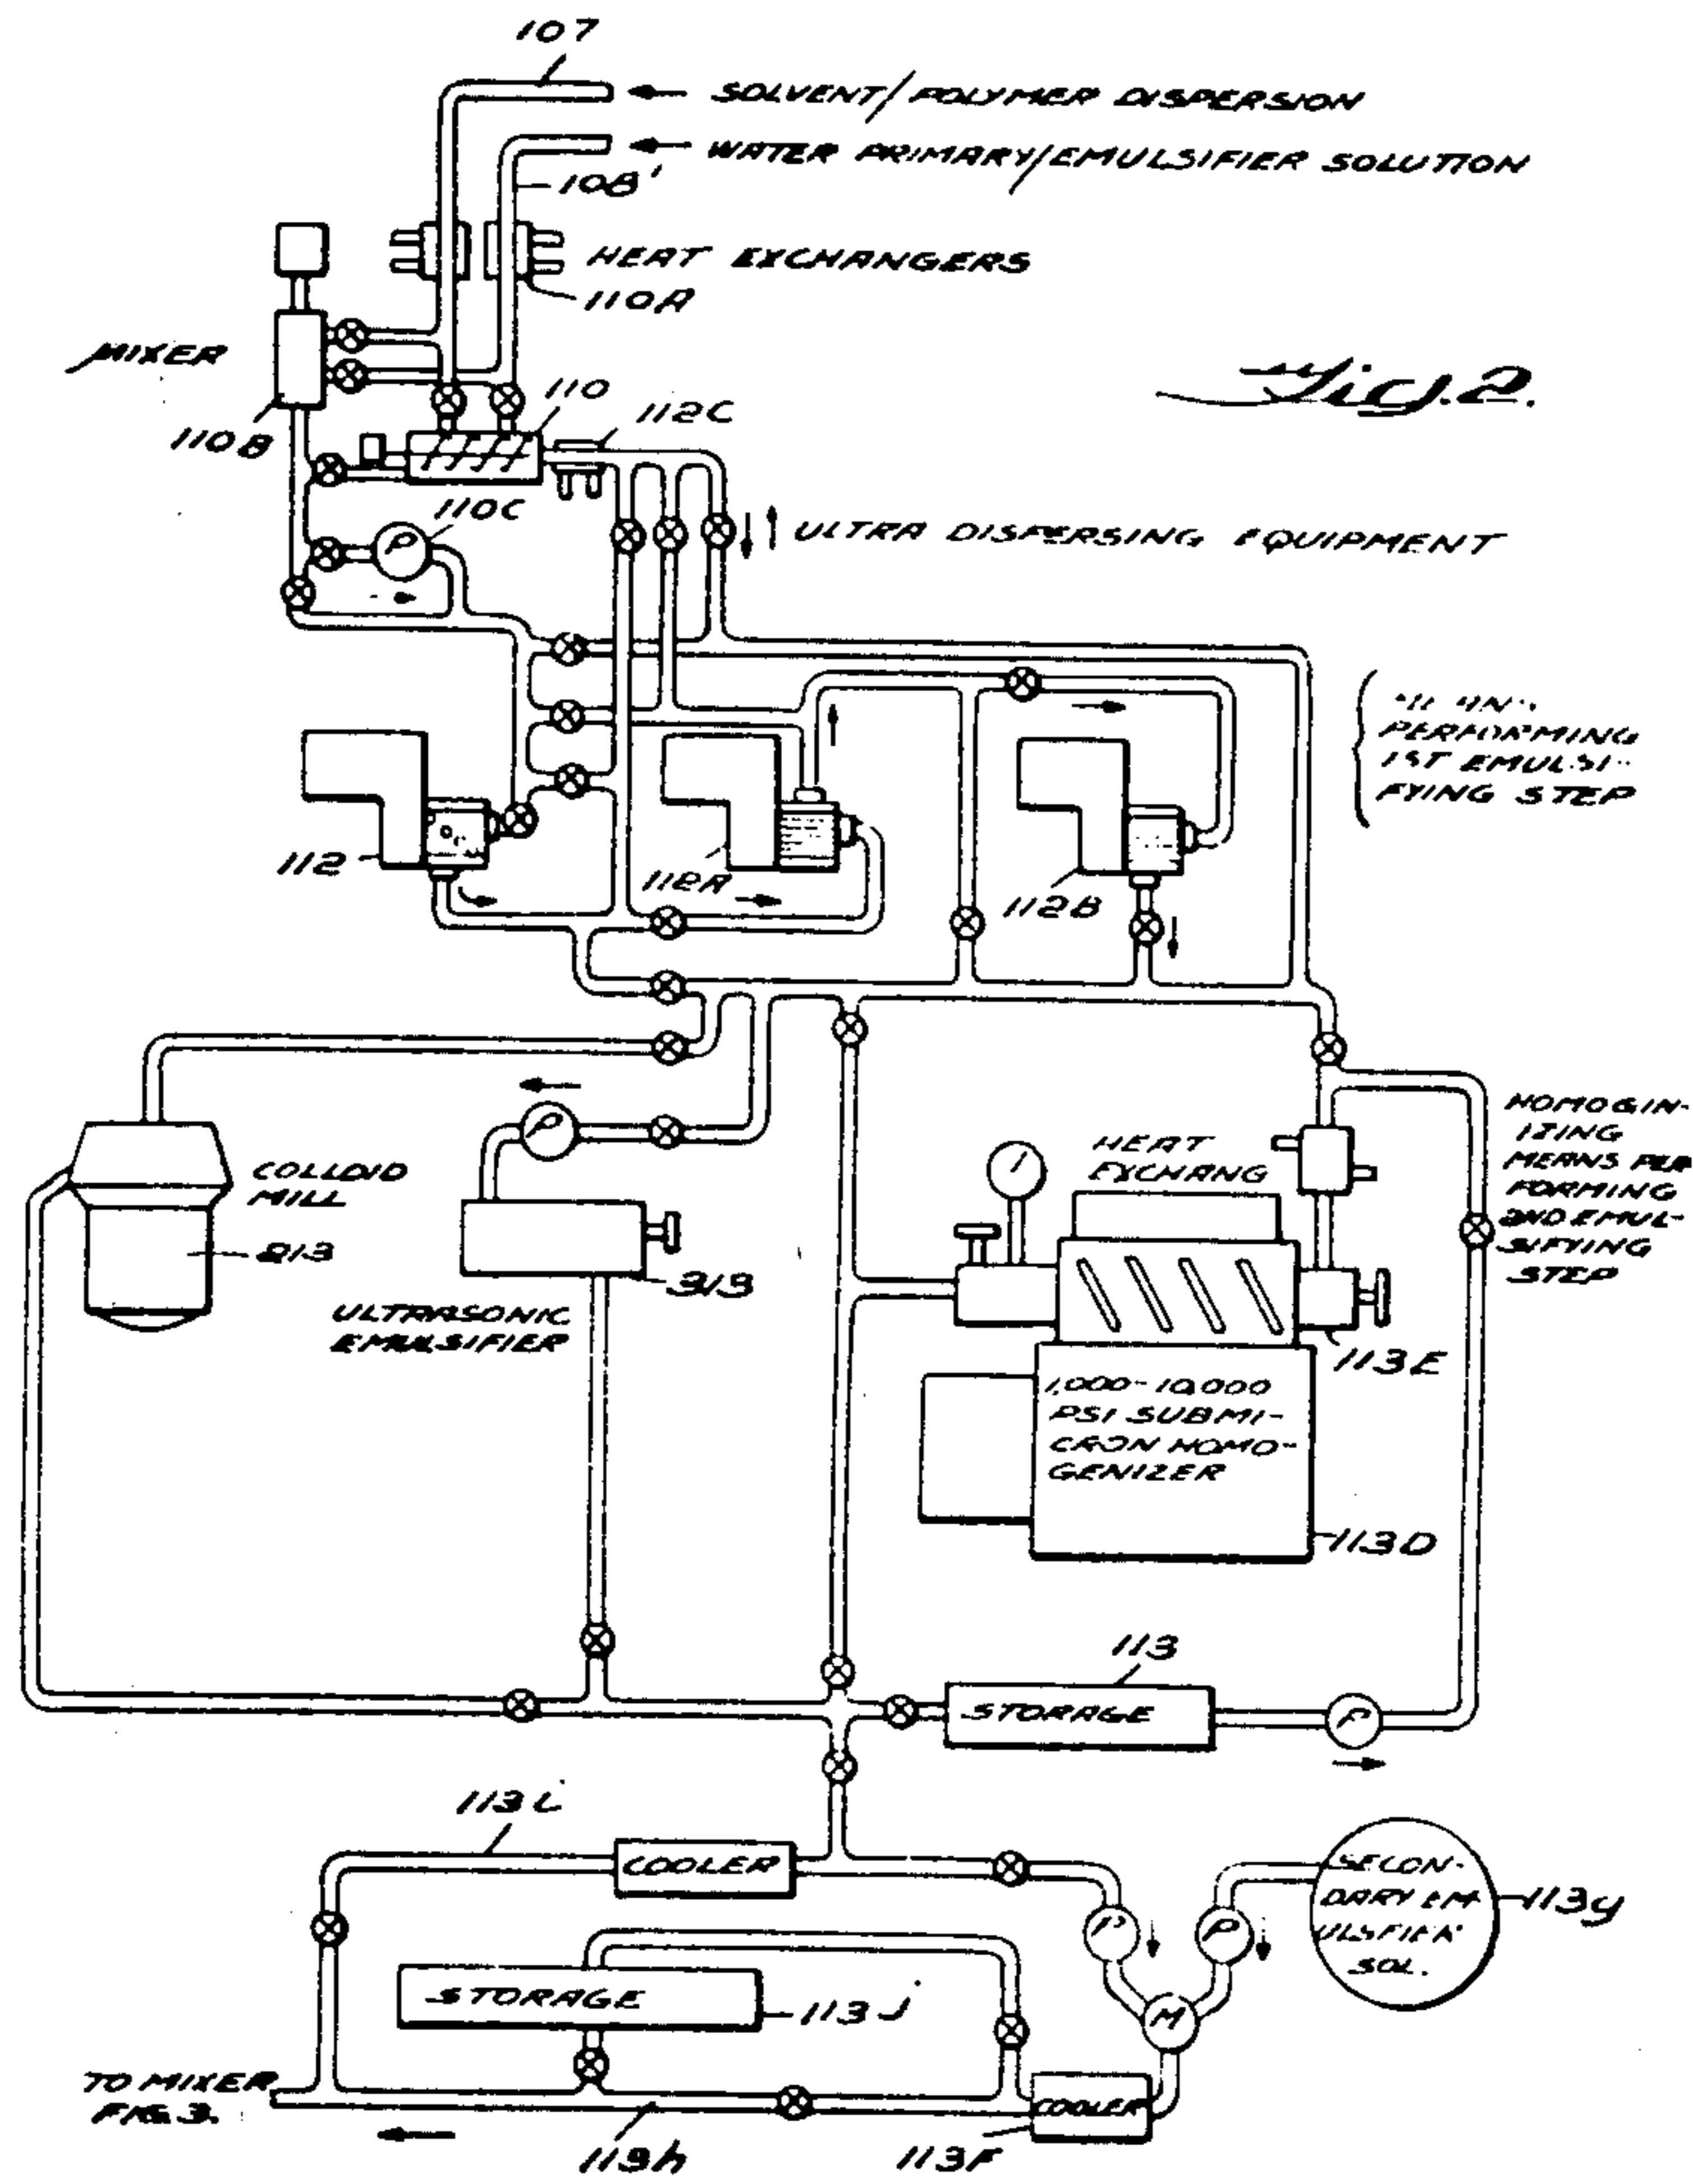 107
SOLVENT/POLYMER DISPERSION
WATER PRIMARY/EMULSIFIER SOLUTION
108'
HEAT EXCHANGERS
110A
MIXER
Fig. 2.
110
112C
110B
110C
P
ULTRA DISPERSING EQUIPMENT
PERFORMING
1ST EMULSI-
FYING STEP
112
112A
112B
HOMOGIN-
IZING
MEANS PER
FORMING
2ND EMUL-
SIFYING
STEP
P
HEAT
EXCHANG
COLLOID
MILL
213
313
ULTRASONIC
EMULSIFIER
113E
1,000-10,000
PSI SUBMI-
CRON HOMO-
GENIZER
113D
113
STORAGE
P
113i
COOLER
SECON-
DARY EM-
ULSFIER
SOL.
113g
P
P
M
STORAGE
113j
TO MIXER
FIG. 3.
COOLER
113h
113F